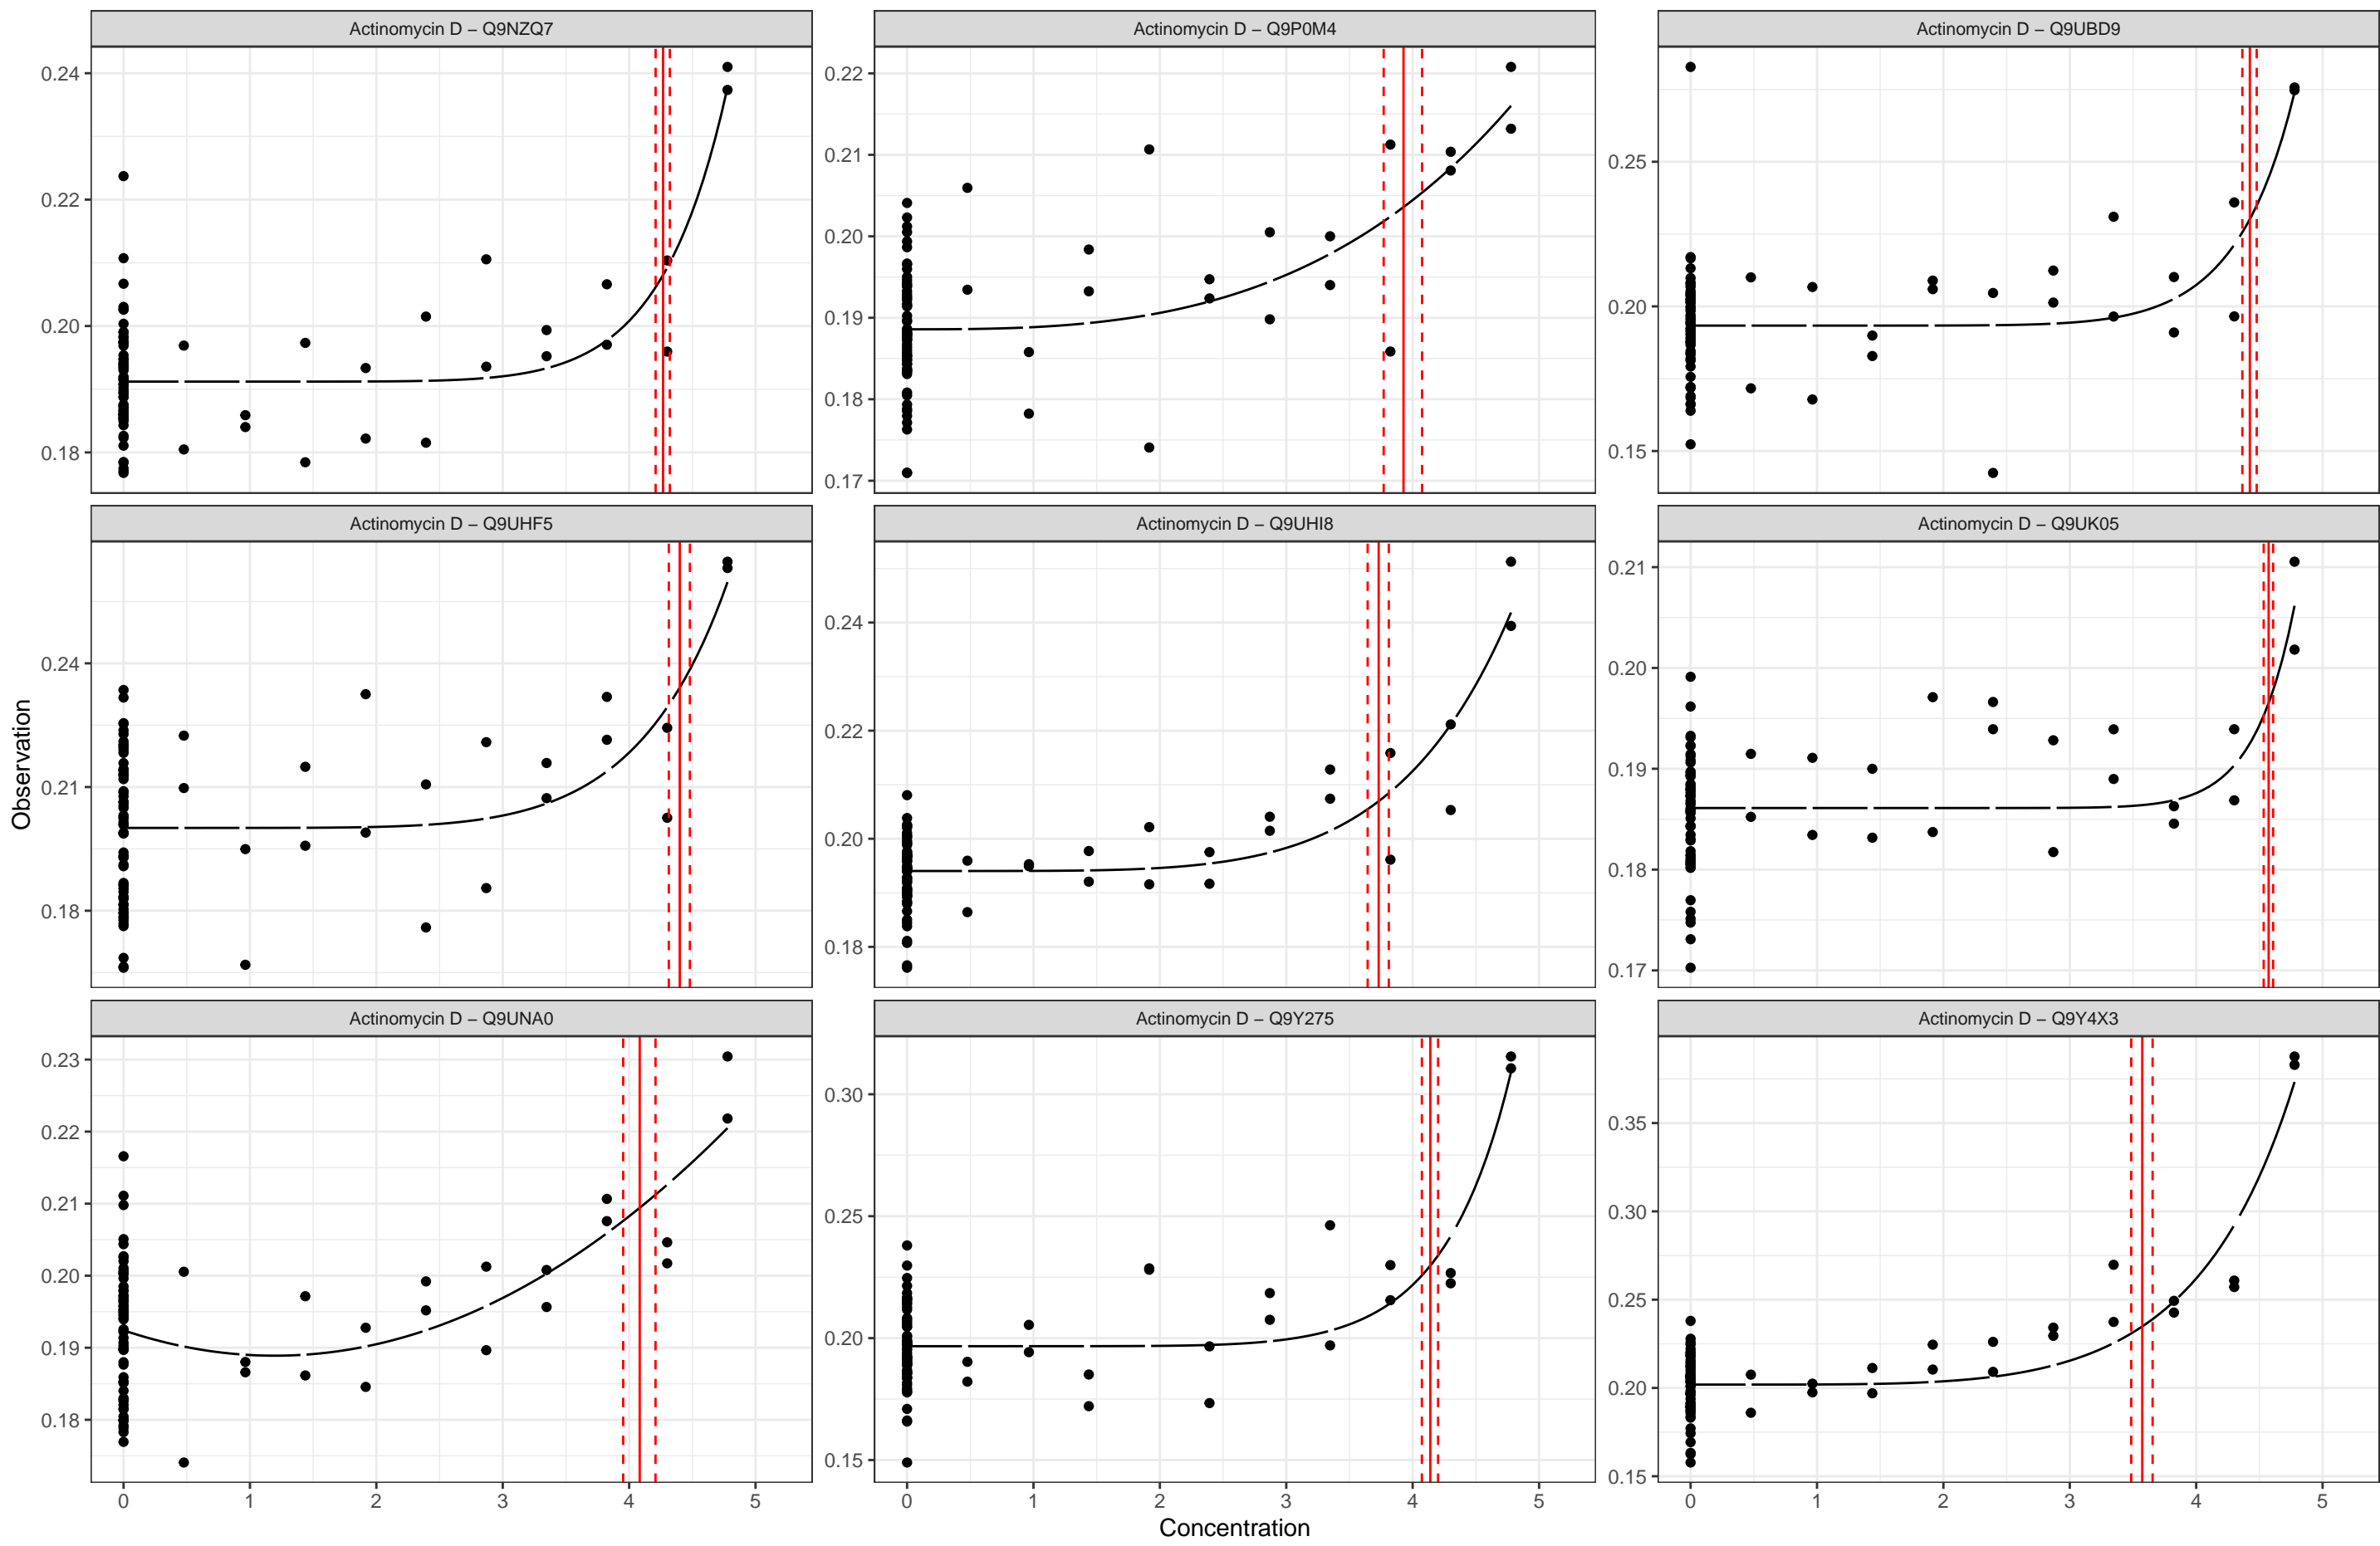 Actinomycin D – Q9NZQ7
Actinomycin D – Q9P0M4
Actinomycin D – Q9UBD9
0.24
0.22
0.20
0.18
0.22
0.21
0.20
0.19
0.18
0.17
0.25
0.20
0.15
Actinomycin D – Q9UHF5
Actinomycin D – Q9UHI8
Actinomycin D – Q9UK05
0.24
0.21
0.18
0.24
0.22
0.20
0.18
0.21
0.20
0.19
0.18
0.17
Actinomycin D – Q9UNA0
Actinomycin D – Q9Y275
Actinomycin D – Q9Y4X3
0.23
0.22
0.21
0.20
0.19
0.18
0.30
0.25
0.20
0.15
0.35
0.30
0.25
0.20
0.15
0 1 2 3 4 5
0 1 2 3 4 5
0 1 2 3 4 5
Concentration
Observation